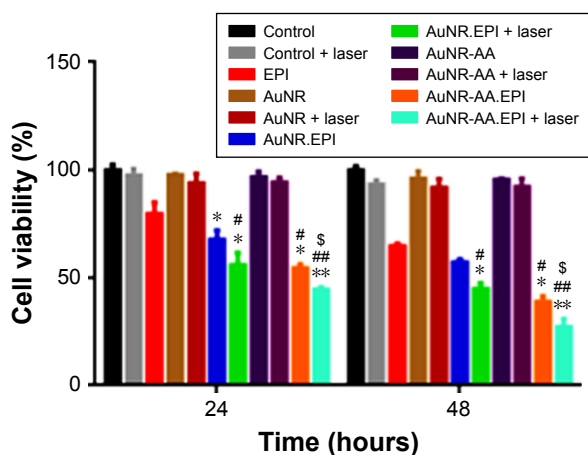 Control
Control + laser
EPI
AuNR
AuNR + laser
AuNR.EPI
AuNR.EPI + laser
AuNR-AA
AuNR-AA + laser
AuNR-AA.EPI
AuNR-AA.EPI + laser
Cell viability (%)
150
100
50
0
*
#
*
#
*
$
##
**
#
*
#
*
$
##
**
24
48
Time (hours)